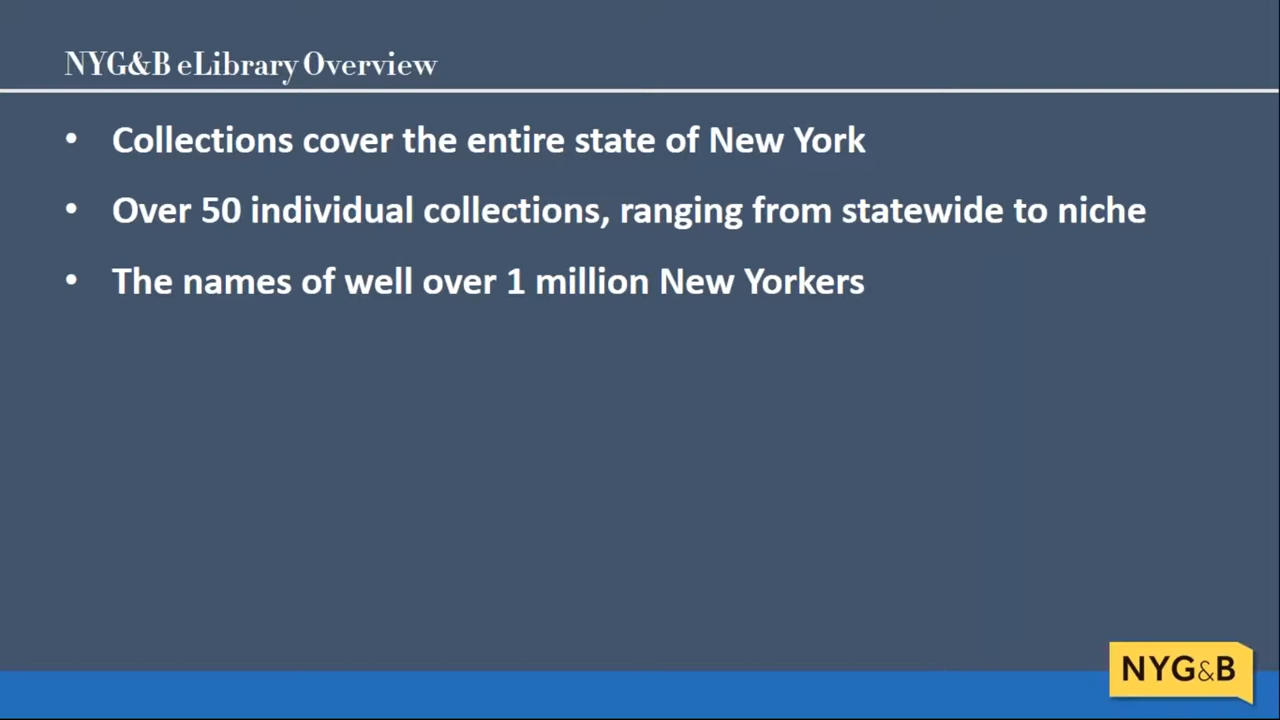 NYG&B eLibrary Overview
• Collections cover the entire state of New York
• Over 50 individual collections, ranging from statewide to niche
• The names of well over 1 million New Yorkers
NYG&B